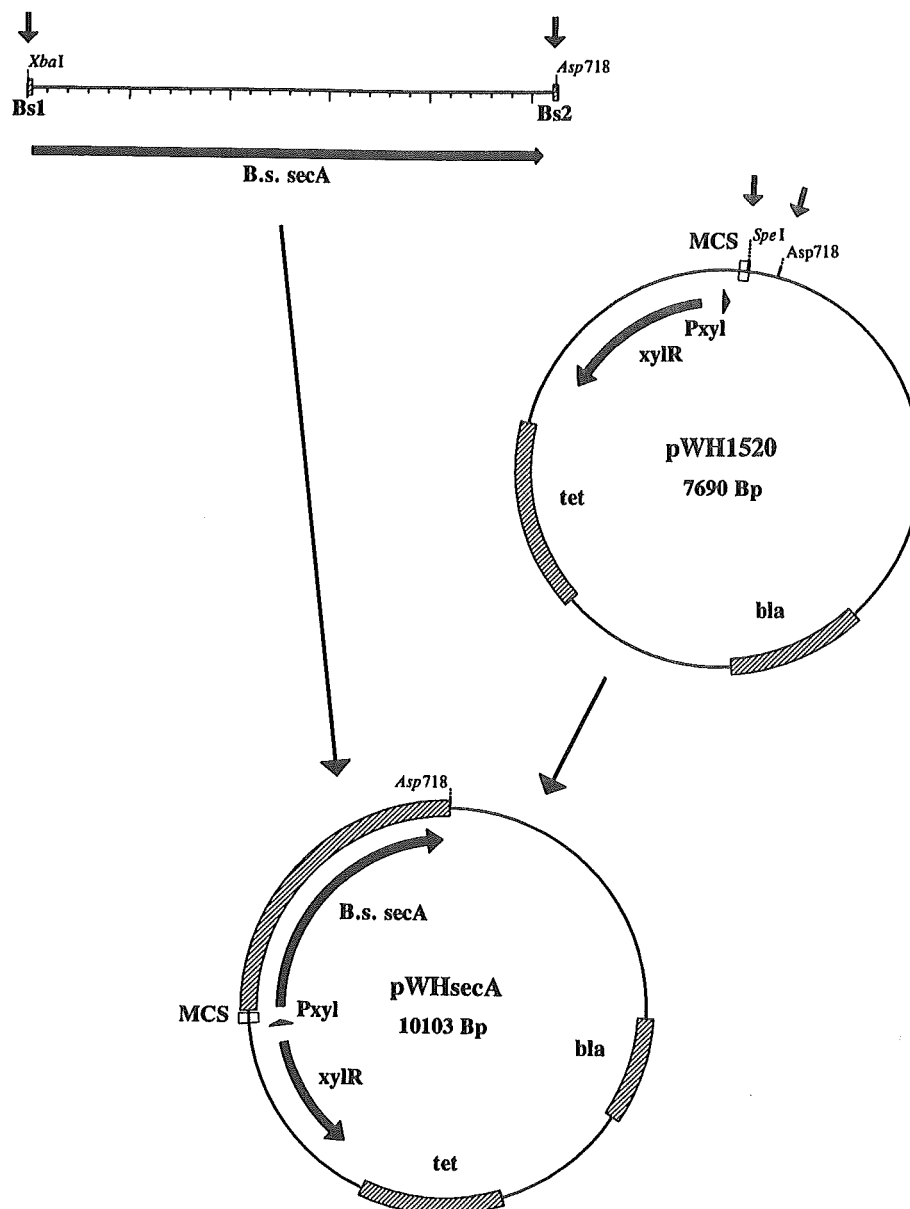 XbaI
Asp718
Bs1
Bs2
B.s. secA
MCS
SpeI
Asp718
Pxyl
xylR
pWH1520
7690 Bp
tet
bla
Asp718
B.s. secA
MCS
Pxyl
pWHsecA
10103 Bp
bla
xylR
tet